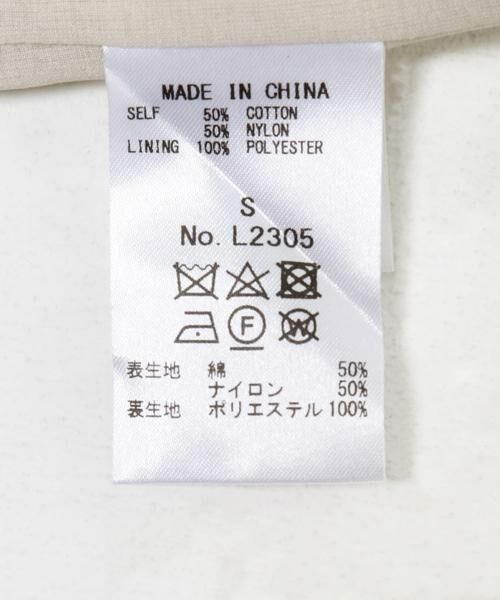 MADE IN CHINA
SELF 50% COTTON
50% NYLON
LINING 100% POLYESTER
S
No. L2305
F
W
表生地 綿 50%
ナイロン 50%
裏生地 ポリエステル 100%